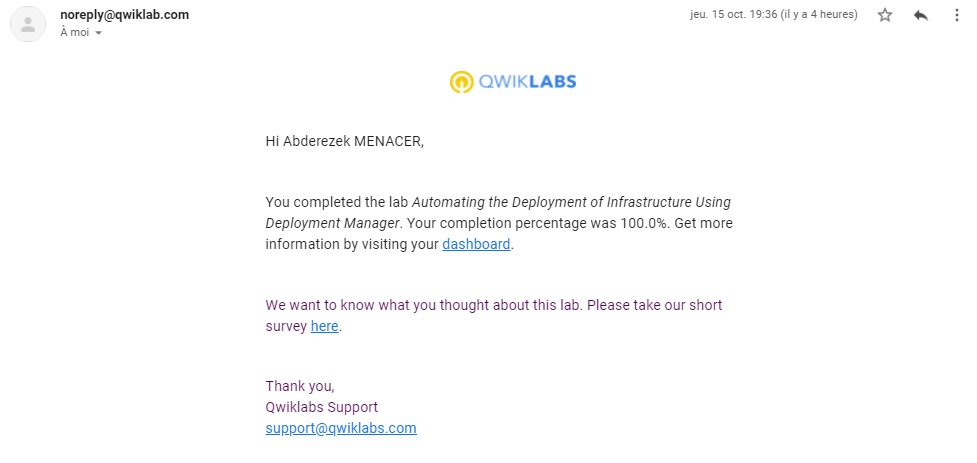 noreply@qwiklab.com
jeu. 15 oct. 19:36 (il y a 4 heures)
À moi
QWIKLABS
Hi Abderezek MENACER,
You completed the lab Automating the Deployment of Infrastructure Using
Deployment Manager. Your completion percentage was 100.0%. Get more
information by visiting your dashboard.
We want to know what you thought about this lab. Please take our short
survey here.
Thank you,
Qwiklabs Support
support@qwiklabs.com